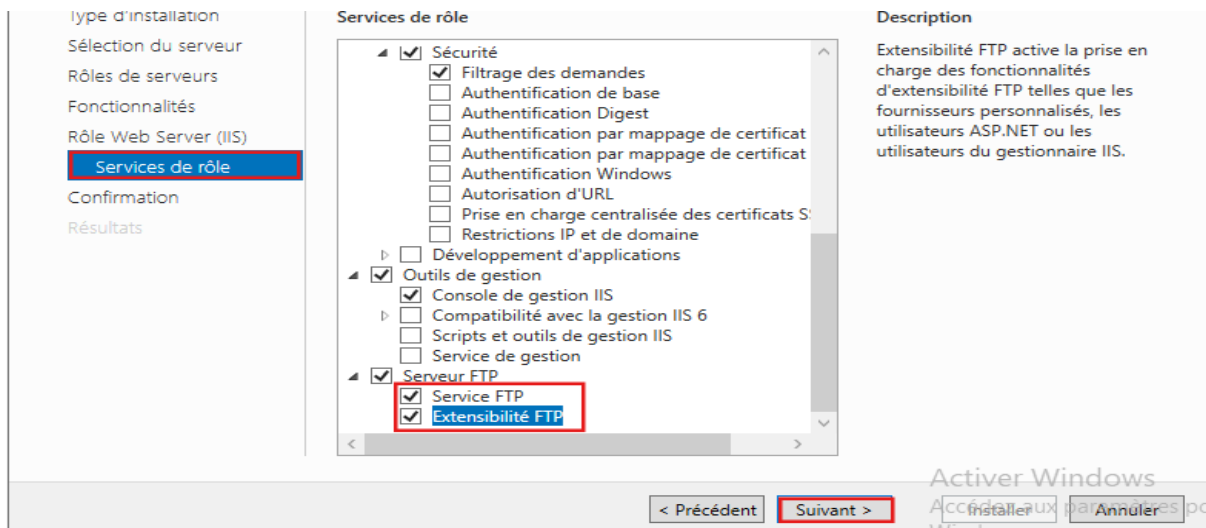 Type d'installation
Sélection du serveur
Rôles de serveurs
Fonctionnalités
Rôle Web Server (IIS)
Services de rôle
Confirmation
Résultats
Services de rôle
Sécurité
Filtrage des demandes
Authentification de base
Authentification Digest
Authentification par mappage de certificat
Authentification par mappage de certificat
Authentification Windows
Autorisation d'URL
Prise en charge centralisée des certificats
Restrictions IP et de domaine
Développement d'applications
Outils de gestion
Console de gestion IIS
Compatibilité avec la gestion IIS 6
Scripts et outils de gestion IIS
Service de gestion
Serveur FTP
Service FTP
Extensibilité FTP
Description
Extensibilité FTP active la prise en
charge des fonctionnalités
d'extensibilité FTP telles que les
fournisseurs personnalisés, les
utilisateurs ASP.NET ou les
utilisateurs du gestionnaire IIS.
Activer Windows
Accédez aux paramètres
< Précédent
Suivant >
Installer
Annuler